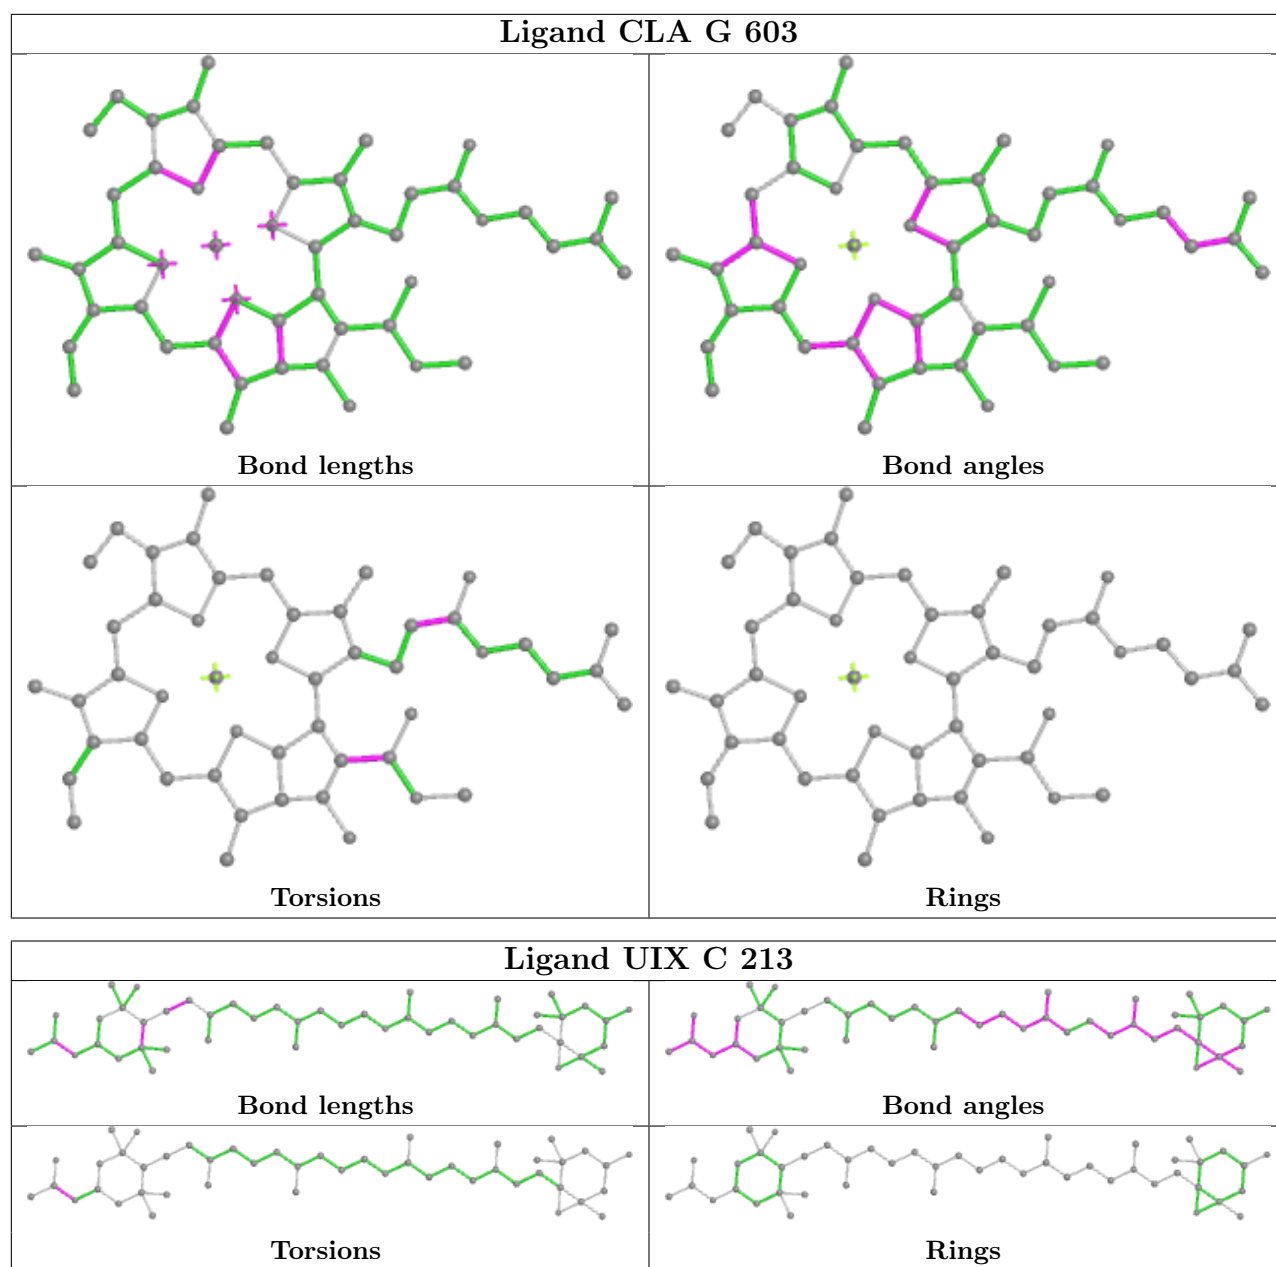 Ligand CLA G 603
Bond lengths
Bond angles
Torsions
Rings
Ligand UIX C 213
Bond lengths
Bond angles
Torsions
Rings